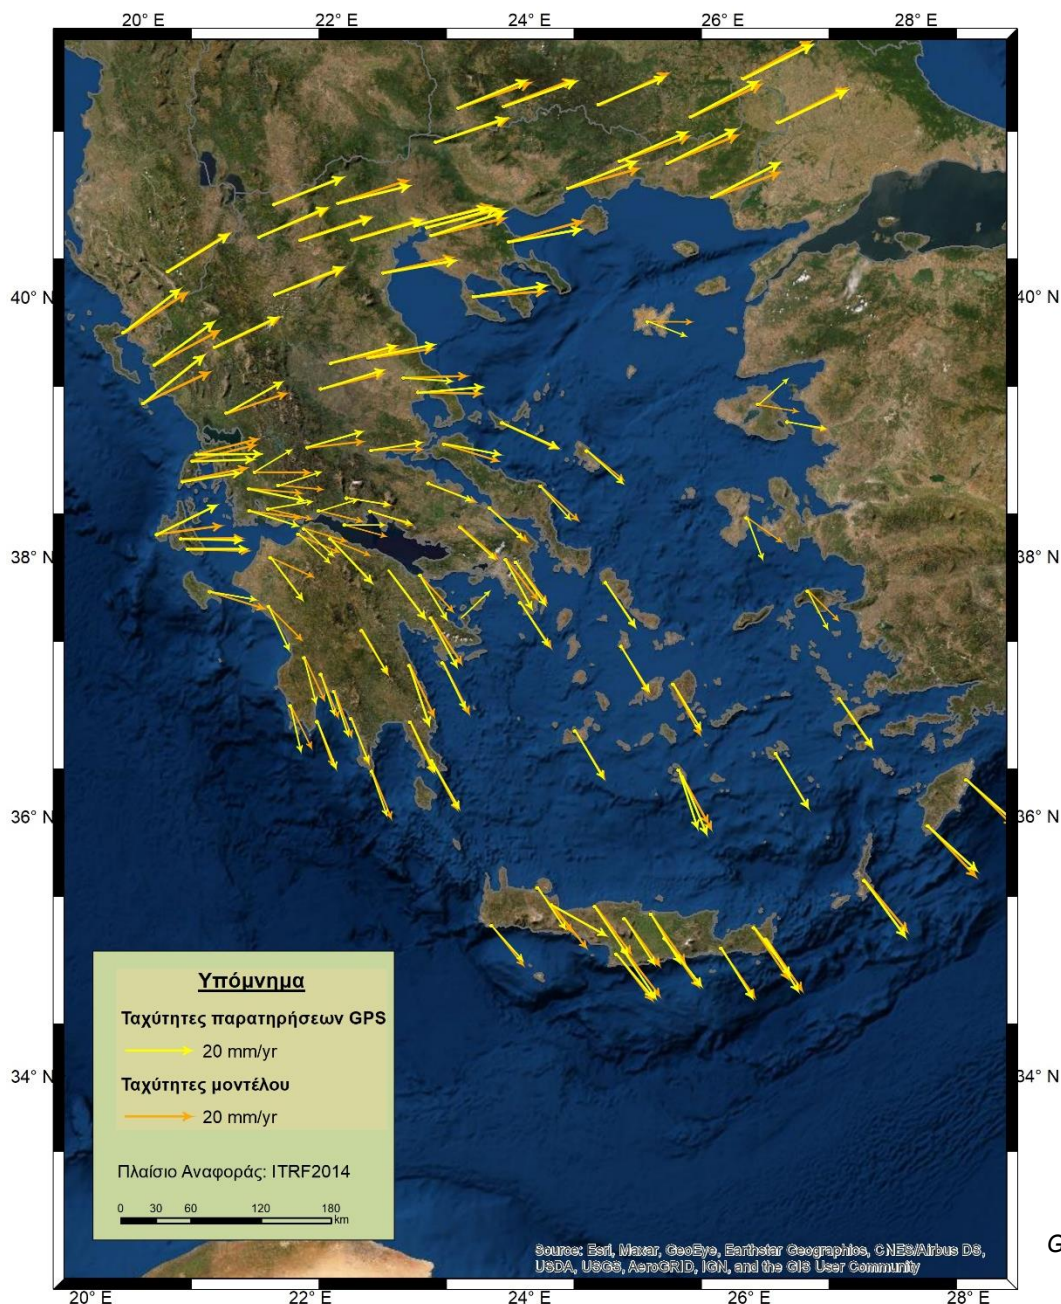 20° E 22° E 24° E 26° E 28° E
40° N 40° N
38° N 38° N
36° N 36° N
34° N 34° N
Υπόμνημα
Ταχύτητες παρατηρήσεων GPS
20 mm/yr
Ταχύτητες μοντέλου
20 mm/yr
Πλαίσιο Αναφοράς: ITRF2014
0 30 60 120 180
km
G
Source: Esri, Maxar, GeoEye, Earthstar Geographics, CNES/Airbus DS,
USDA, USGS, AeroGRID, IGN, and the GIS User Community
20° E 22° E 24° E 26° E 28° E